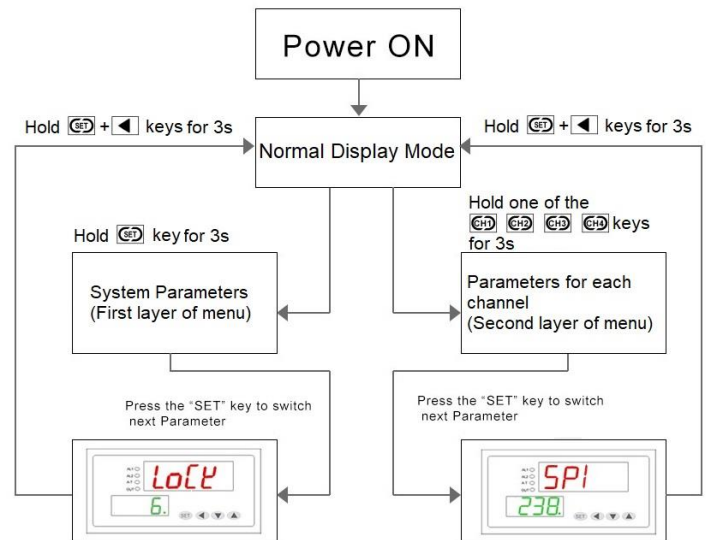 Power ON
Hold SET + keys for 3s
Hold SET + keys for 3s
Normal Display Mode
Hold one of the
CH1 CH2 CH3 CH4 keys
for 3s
Hold SET key for 3s
System Parameters
(First layer of menu)
Parameters for each
channel
(Second layer of menu)
Press the "SET" key to switch
next Parameter
Press the "SET" key to switch
next Parameter
LoCK
6.
SET
SP1
238.
SET